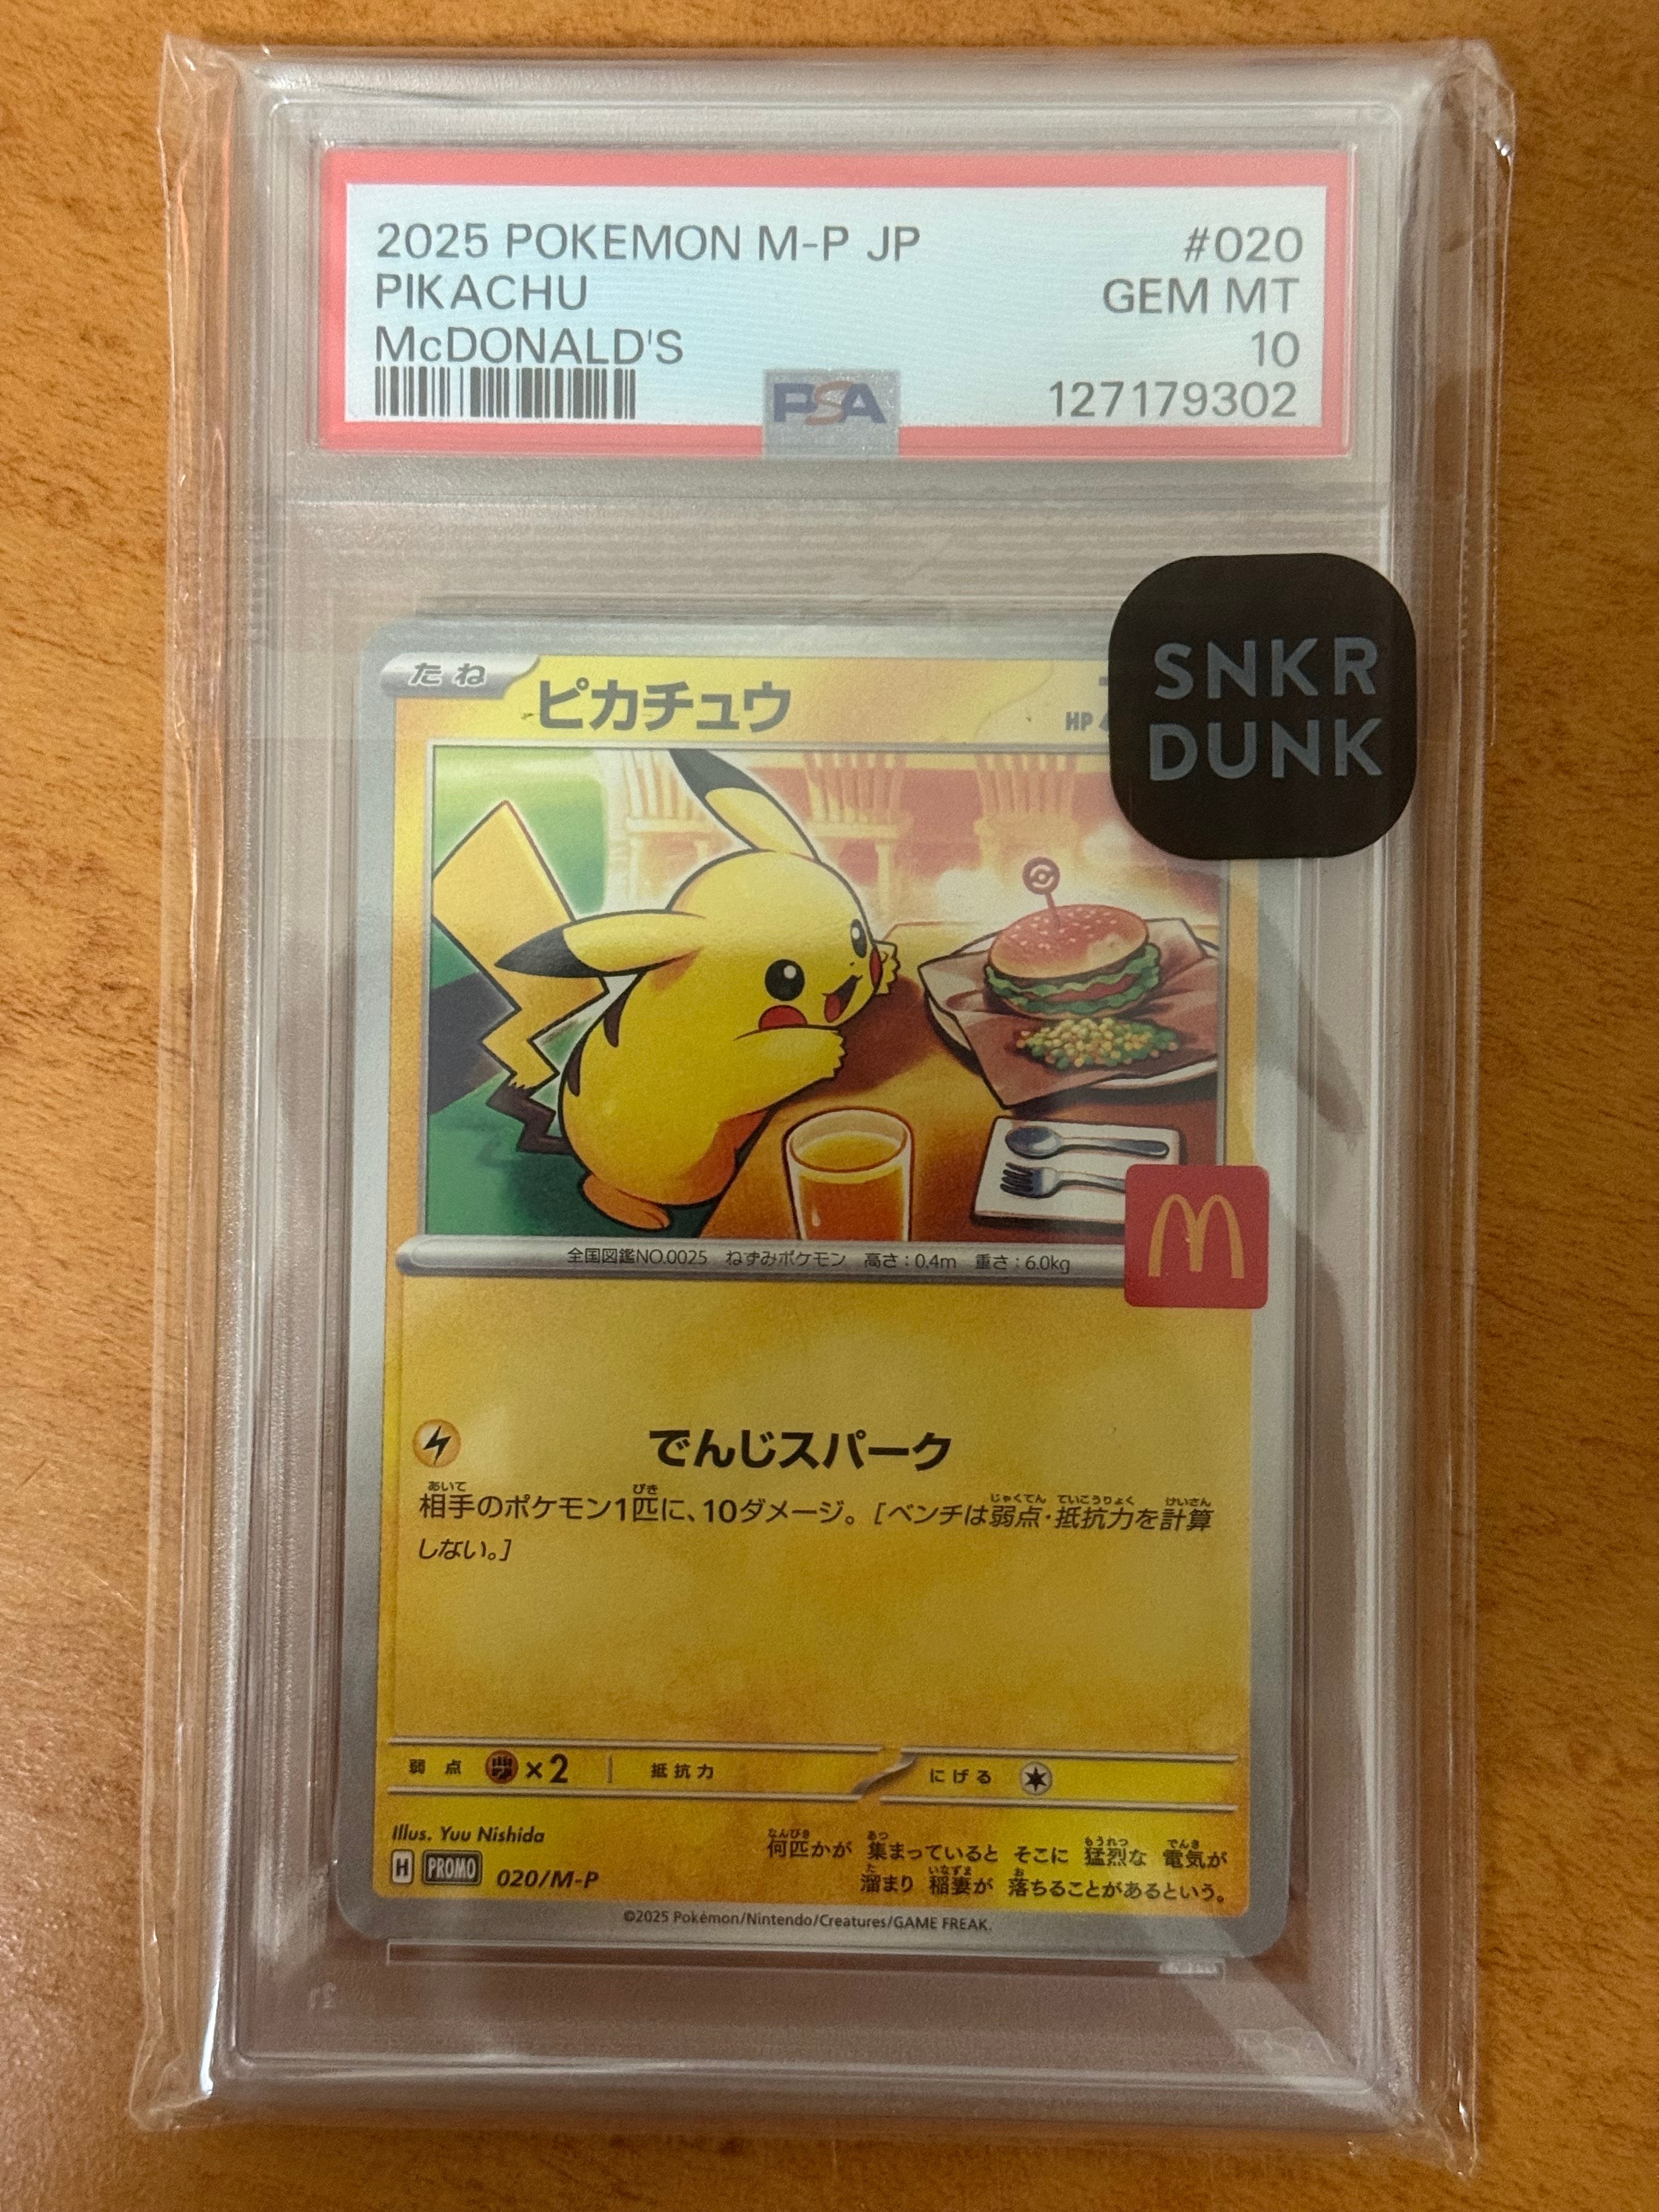 2025 POKEMON M-P JP #020
PIKACHU GEM MT
McDONALD'S 10
127179302
PSA
SNKR
DUNK
たね
ピカチュウ
HP
全国図鑑NO.0025 ねずみポケモン 高さ:0.4m 重さ:6.0kg
でんじスパーク
相手のポケモン1匹に、10ダメージ。[ベンチは弱点・抵抗力を計算
しない。]
弱点 ×2 抵抗力 にげる
Illus. Yuu Nishida
H PROMO 020/M-P
何匹かが 集まっていると そこに 猛烈な 電気が
溜まり 稲妻が 落ちることがあるという。
©2025 Pokémon/Nintendo/Creatures/GAME FREAK.